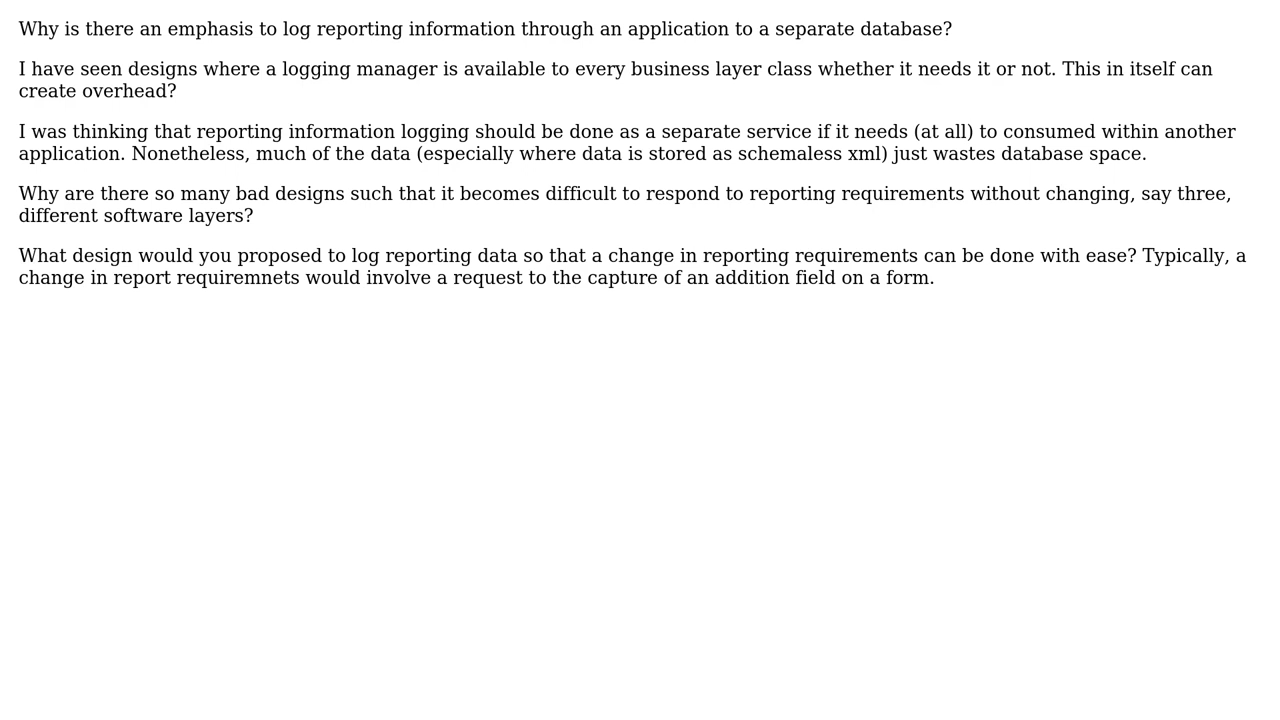 Why is there an emphasis to log reporting information through an application to a separate database?
I have seen designs where a logging manager is available to every business layer class whether it needs it or not. This in itself can
create overhead?
I was thinking that reporting information logging should be done as a separate service if it needs (at all) to consumed within another
application. Nonetheless, much of the data (especially where data is stored as schemaless xml) just wastes database space.
Why are there so many bad designs such that it becomes difficult to respond to reporting requirements without changing, say three,
different software layers?
What design would you proposed to log reporting data so that a change in reporting requirements can be done with ease? Typically, a
change in report requiremnets would involve a request to the capture of an addition field on a form.